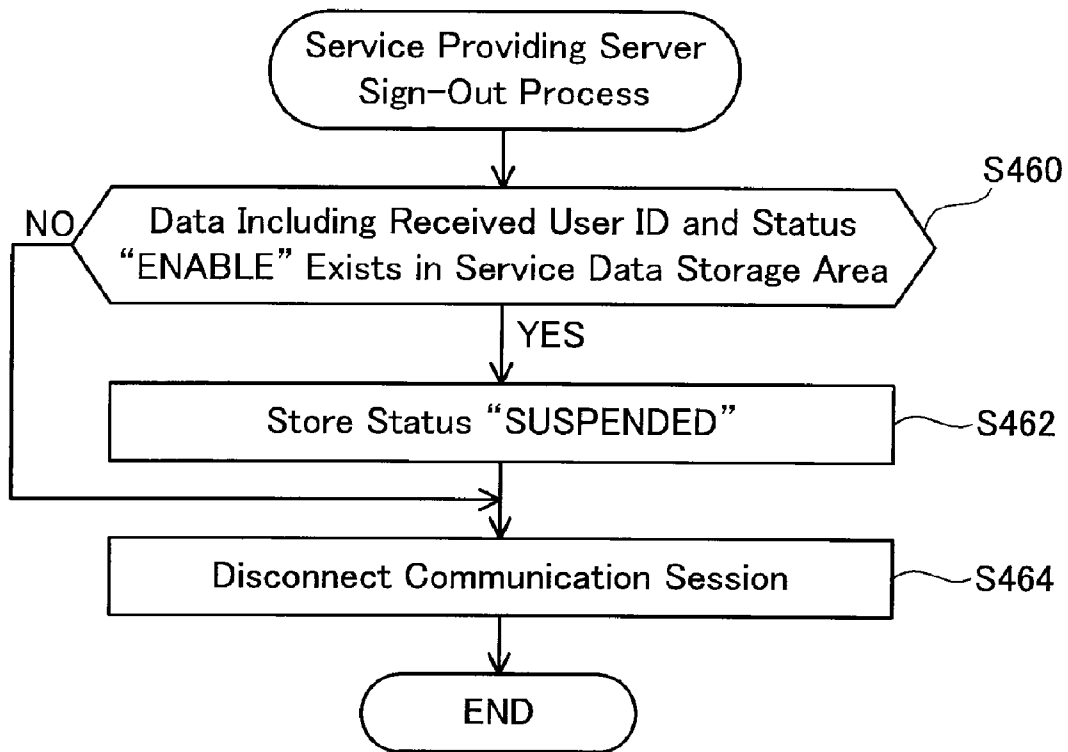 Service Providing Server
Sign-Out Process
S460
NO
Data Including Received User ID and Status
“ENABLE” Exists in Service Data Storage Area
YES
Store Status “SUSPENDED”
S462
Disconnect Communication Session
S464
END